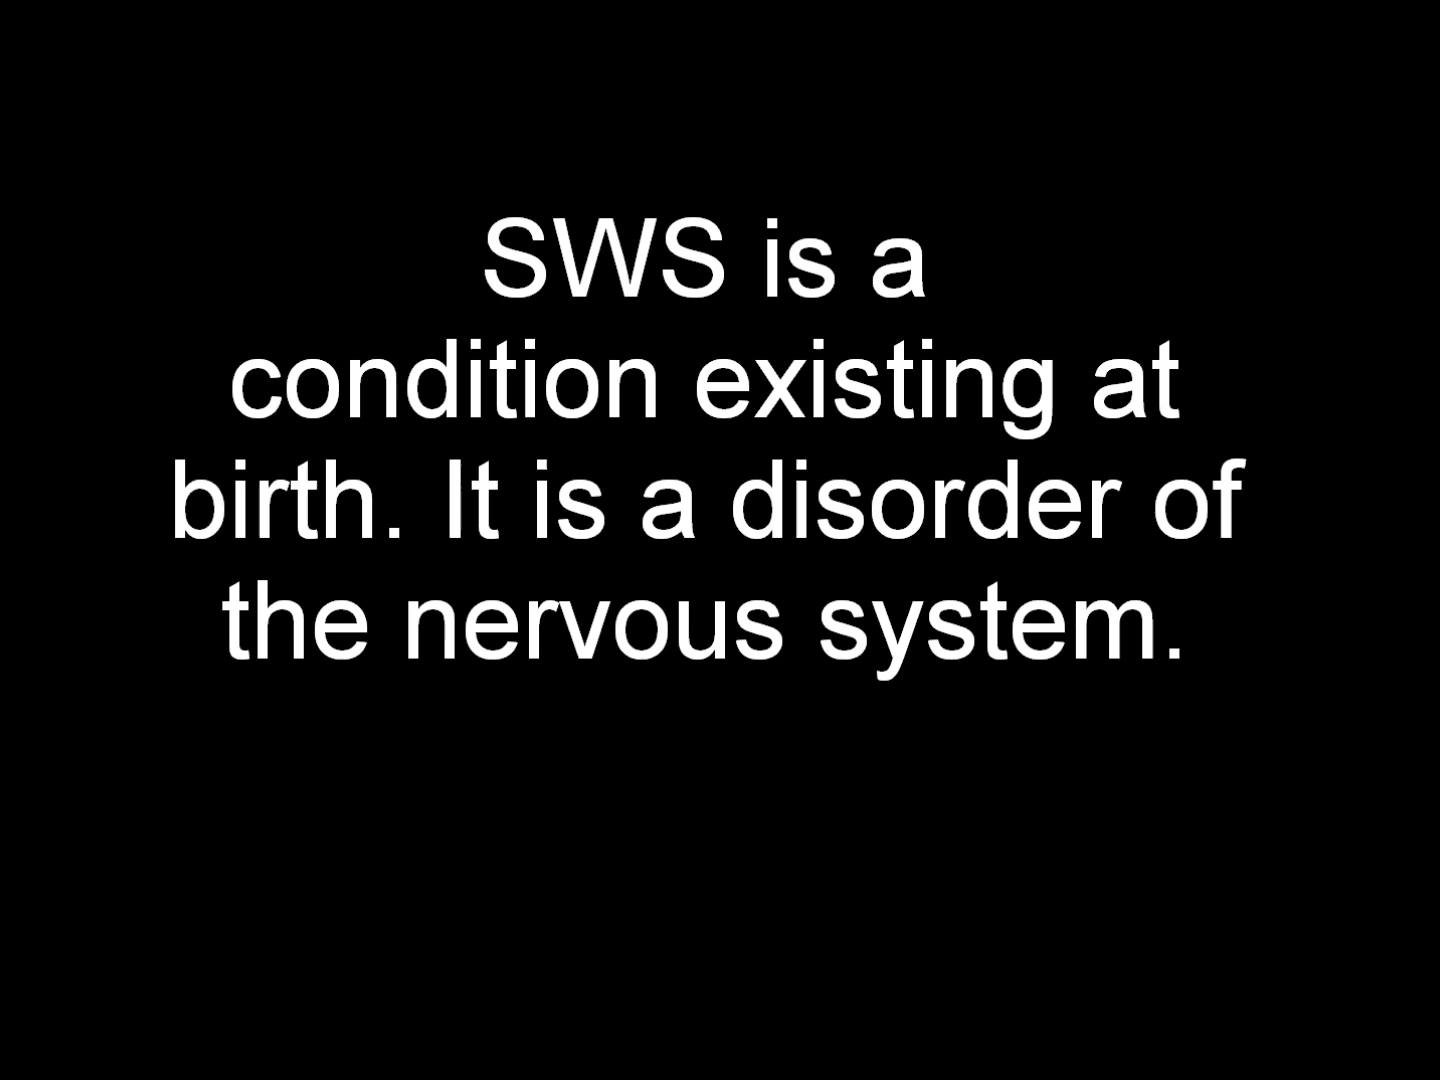 SWS is a
condition existing at
birth. It is a disorder of
the nervous system.